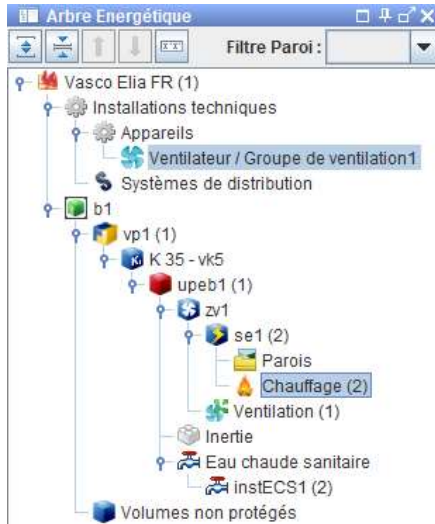 Arbre Energétique
Filtre Paroi :
Vasco Elia FR (1)
Installations techniques
Appareils
Ventilateur / Groupe de ventilation1
Systèmes de distribution
b1
vp1 (1)
K 35 - vk5
upeb1 (1)
zv1
se1 (2)
Parois
Chauffage (2)
Ventilation (1)
Inertie
Eau chaude sanitaire
instECS1 (2)
Volumes non protégés